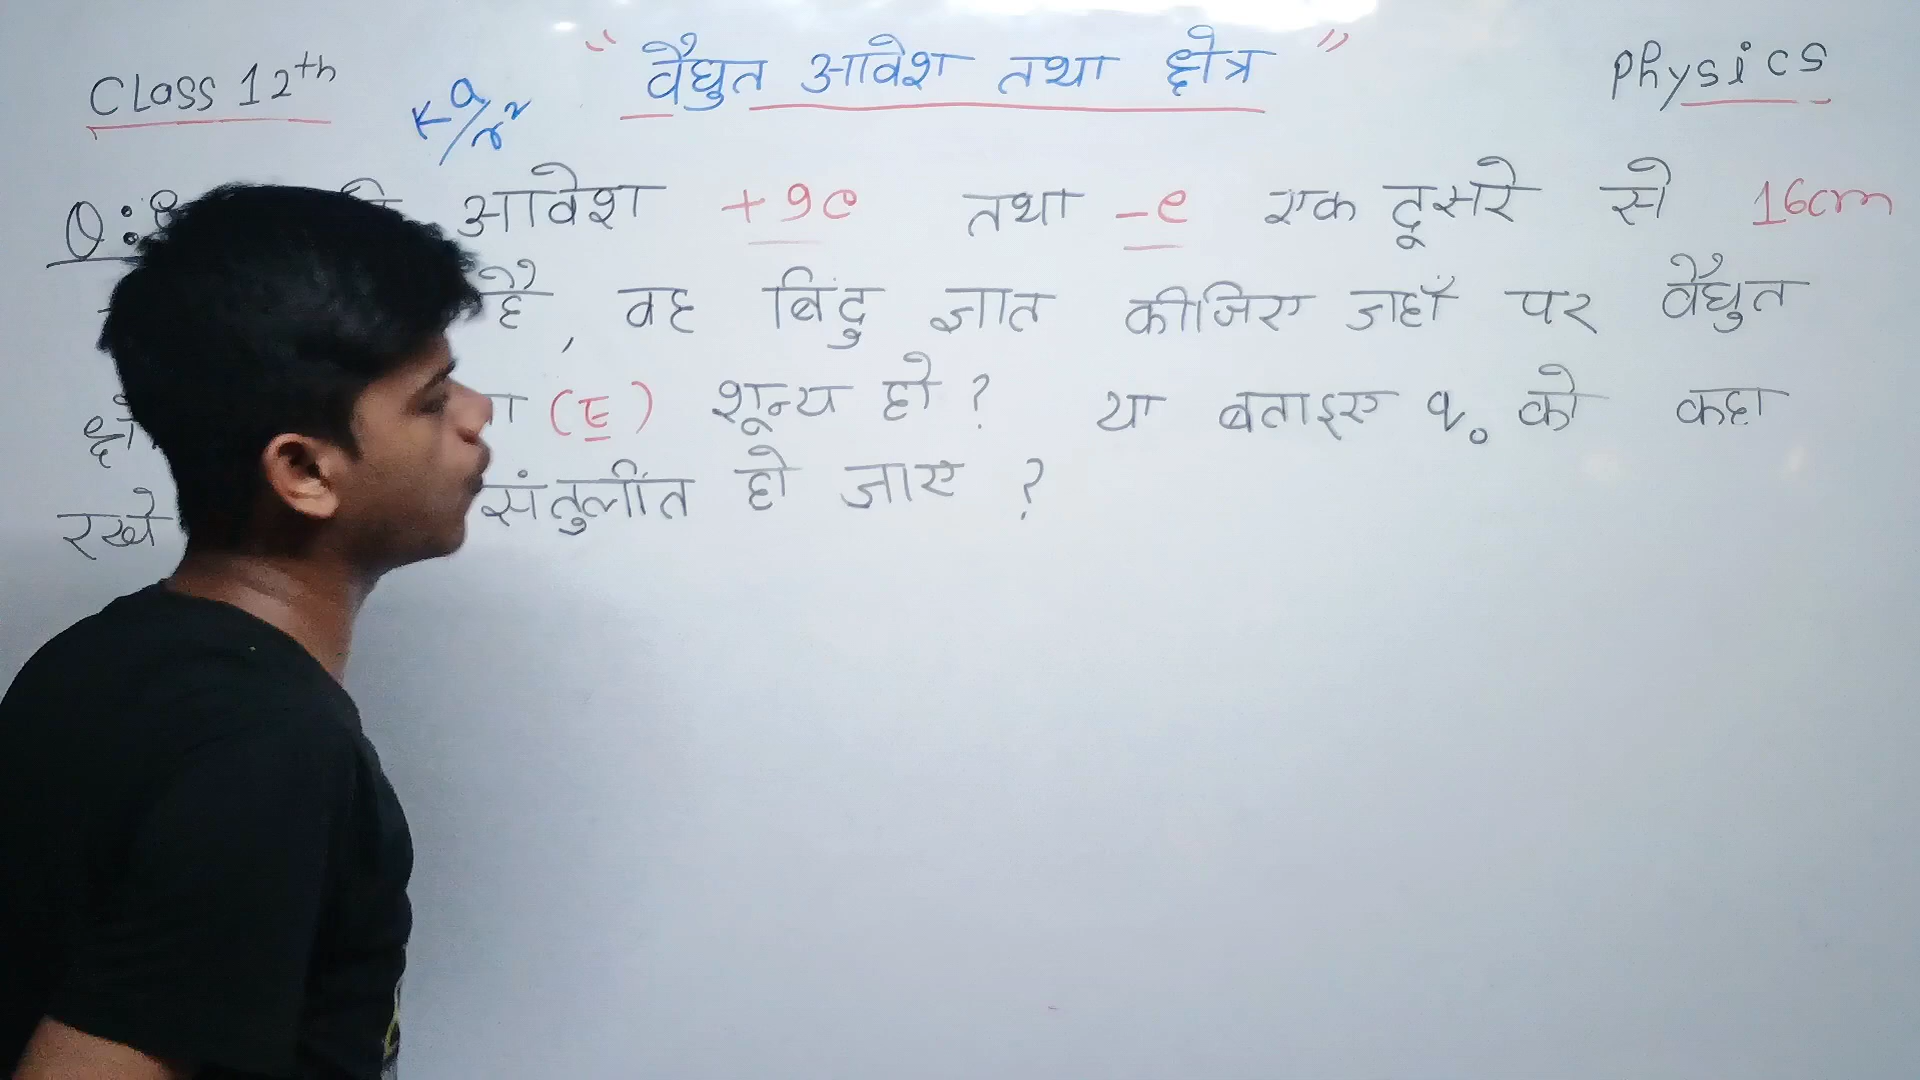 Class 12th "वैद्युत आवेश तथा क्षेत्र" Physics
K Q/r²
Q:8 आवेश +9e तथा -e एक दूसरे से 16cm
है, वह बिंदु ज्ञात कीजिए जहाँ पर वैद्युत
(E) शून्य हो? या बताइए q₀ को कहा
रखे संतुलींत हो जाए ?